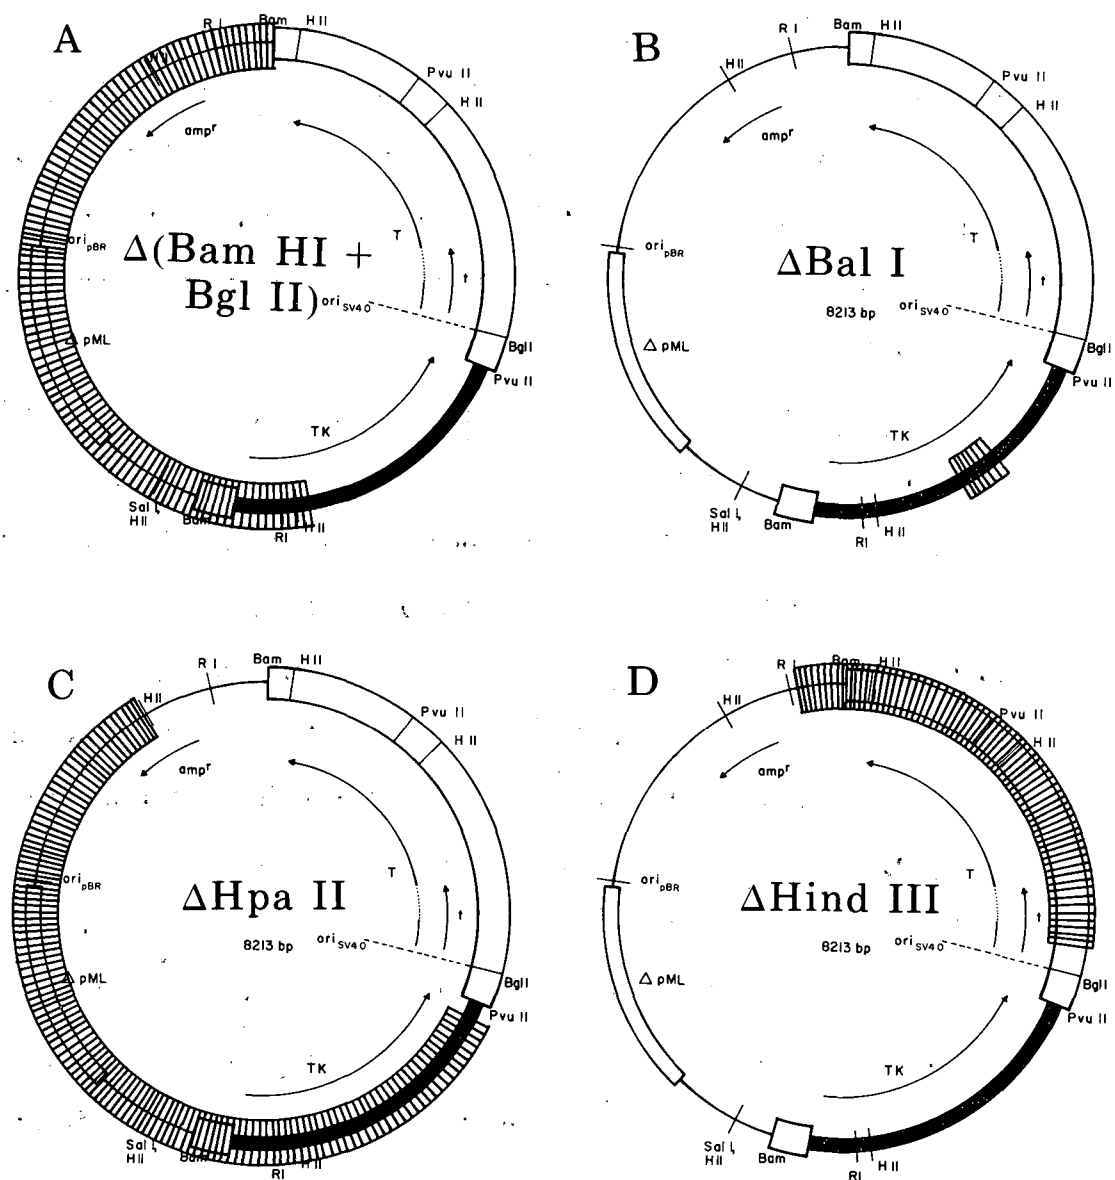 A
R I
Bam
H II
Pvu II
H II
amp^r
ori_pBR
T
Δ(Bam HI +
Bgl II)
ori_SV40
t
Δ pML
BglI
Pvu II
TK
Sal I,
H II
Bam
H II
RI
B
R I
Bam
H II
H II
Pvu II
H II
amp^r
ori_pBR
T
ΔBal I
t
8213 bp
ori_SV40
Δ pML
BglI
Pvu II
TK
Sal I,
H II
Bam
RI
H II
C
R I
Bam
H II
H II
Pvu II
H II
amp^r
ori_pBR
T
ΔHpa II
t
8213 bp
ori_SV40
Δ pML
BglI
Pvu II
TK
Sal I,
H II
Bam
H II
RI
D
R I
Bam
H II
H II
Pvu II
H II
amp^r
ori_pBR
T
ΔHind III
t
8213 bp
ori_SV40
Δ pML
BglI
Pvu II
TK
Sal I,
H II
Bam
RI
H II